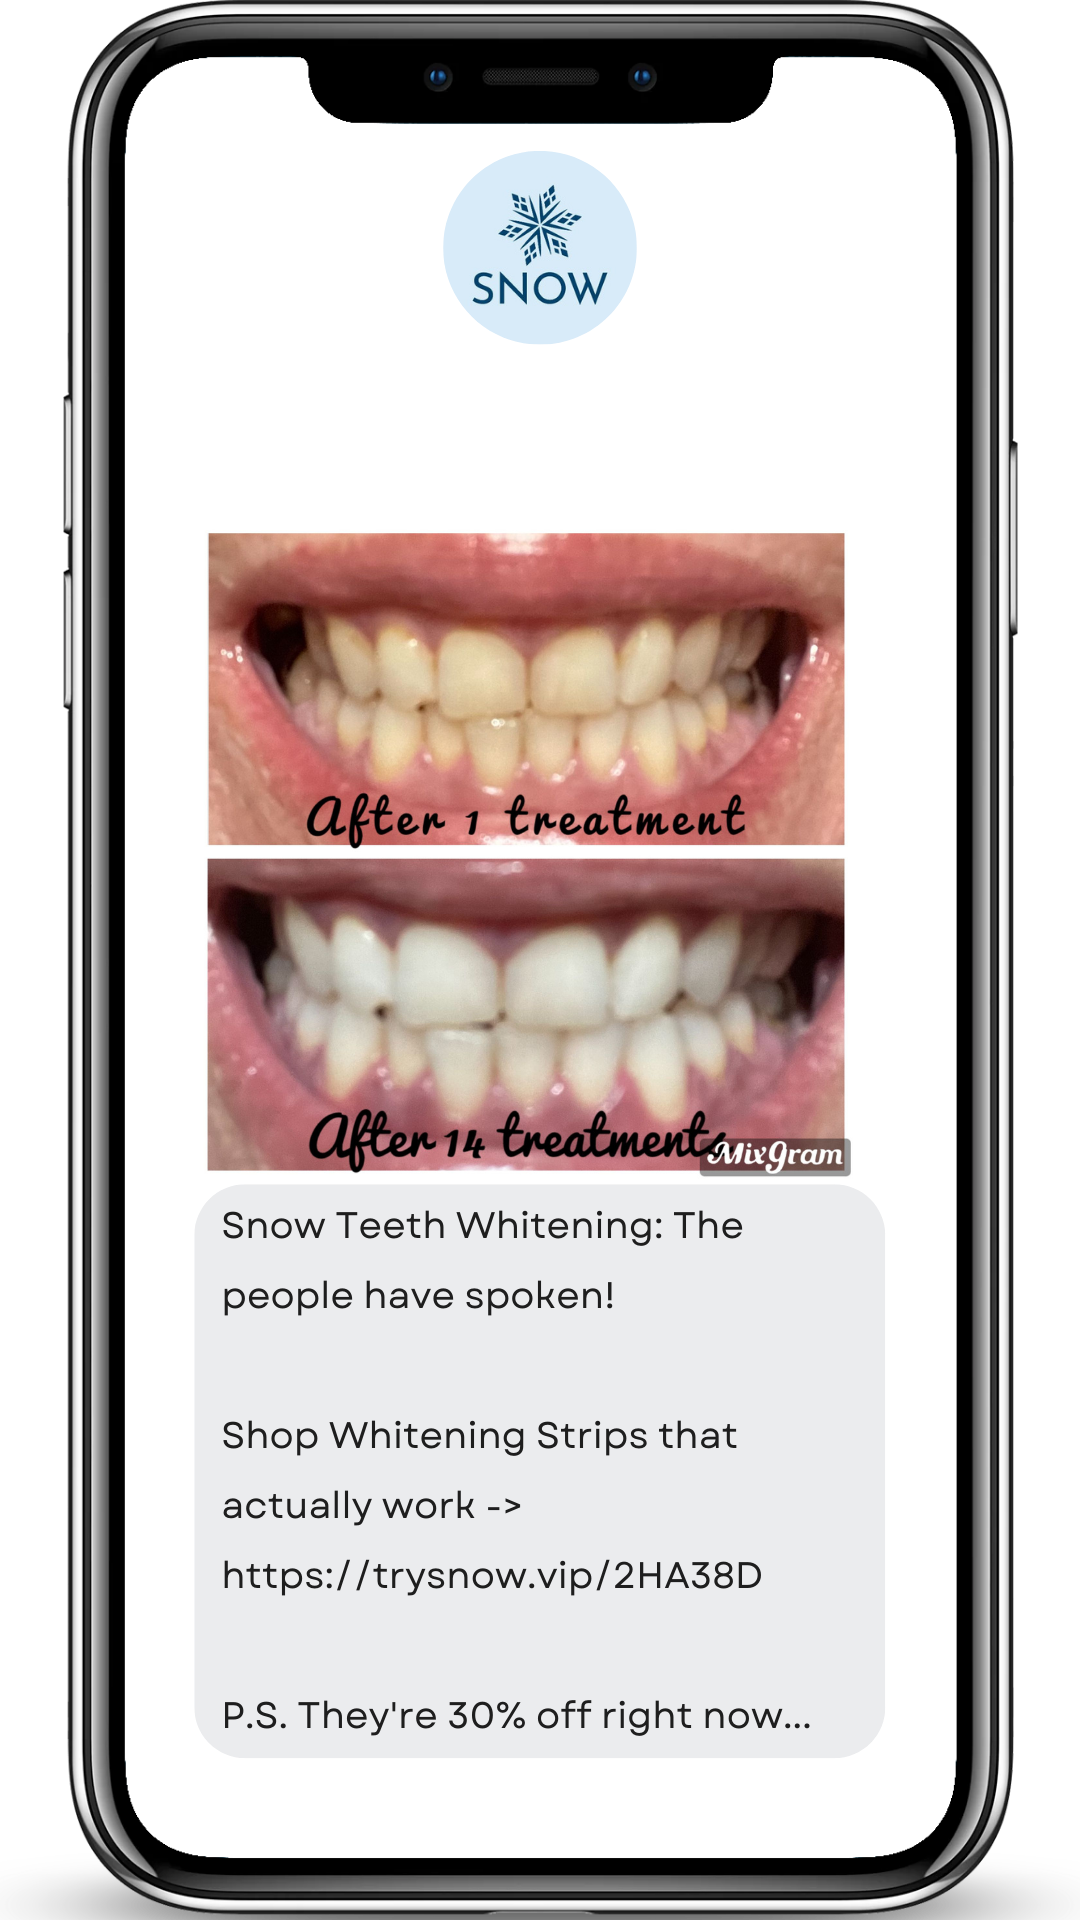 SNOW
After 1 treatment
After 14 treatments
MixGram
Snow Teeth Whitening: The
people have spoken!
Shop Whitening Strips that
actually work ->
https://trysnow.vip/2HA38D
P.S. They're 30% off right now...